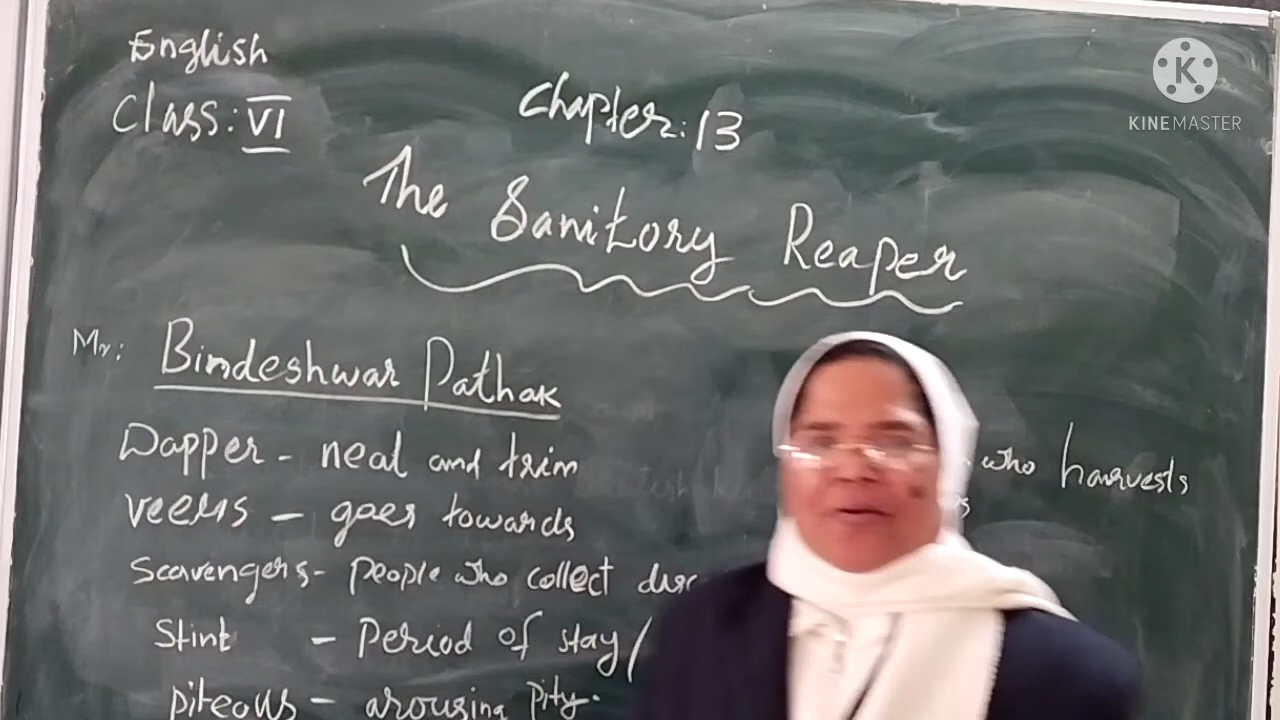 English
Class: VI
Chapter: 13
The Sanitory Reaper
Mr: Bindeshwar Pathak
Dapper - neat and trim
who harvests
Veers - goes towards
Scavengers - People who collect
Stint - Period of stay/
piteous - arousing pity.
K
KINEMASTER